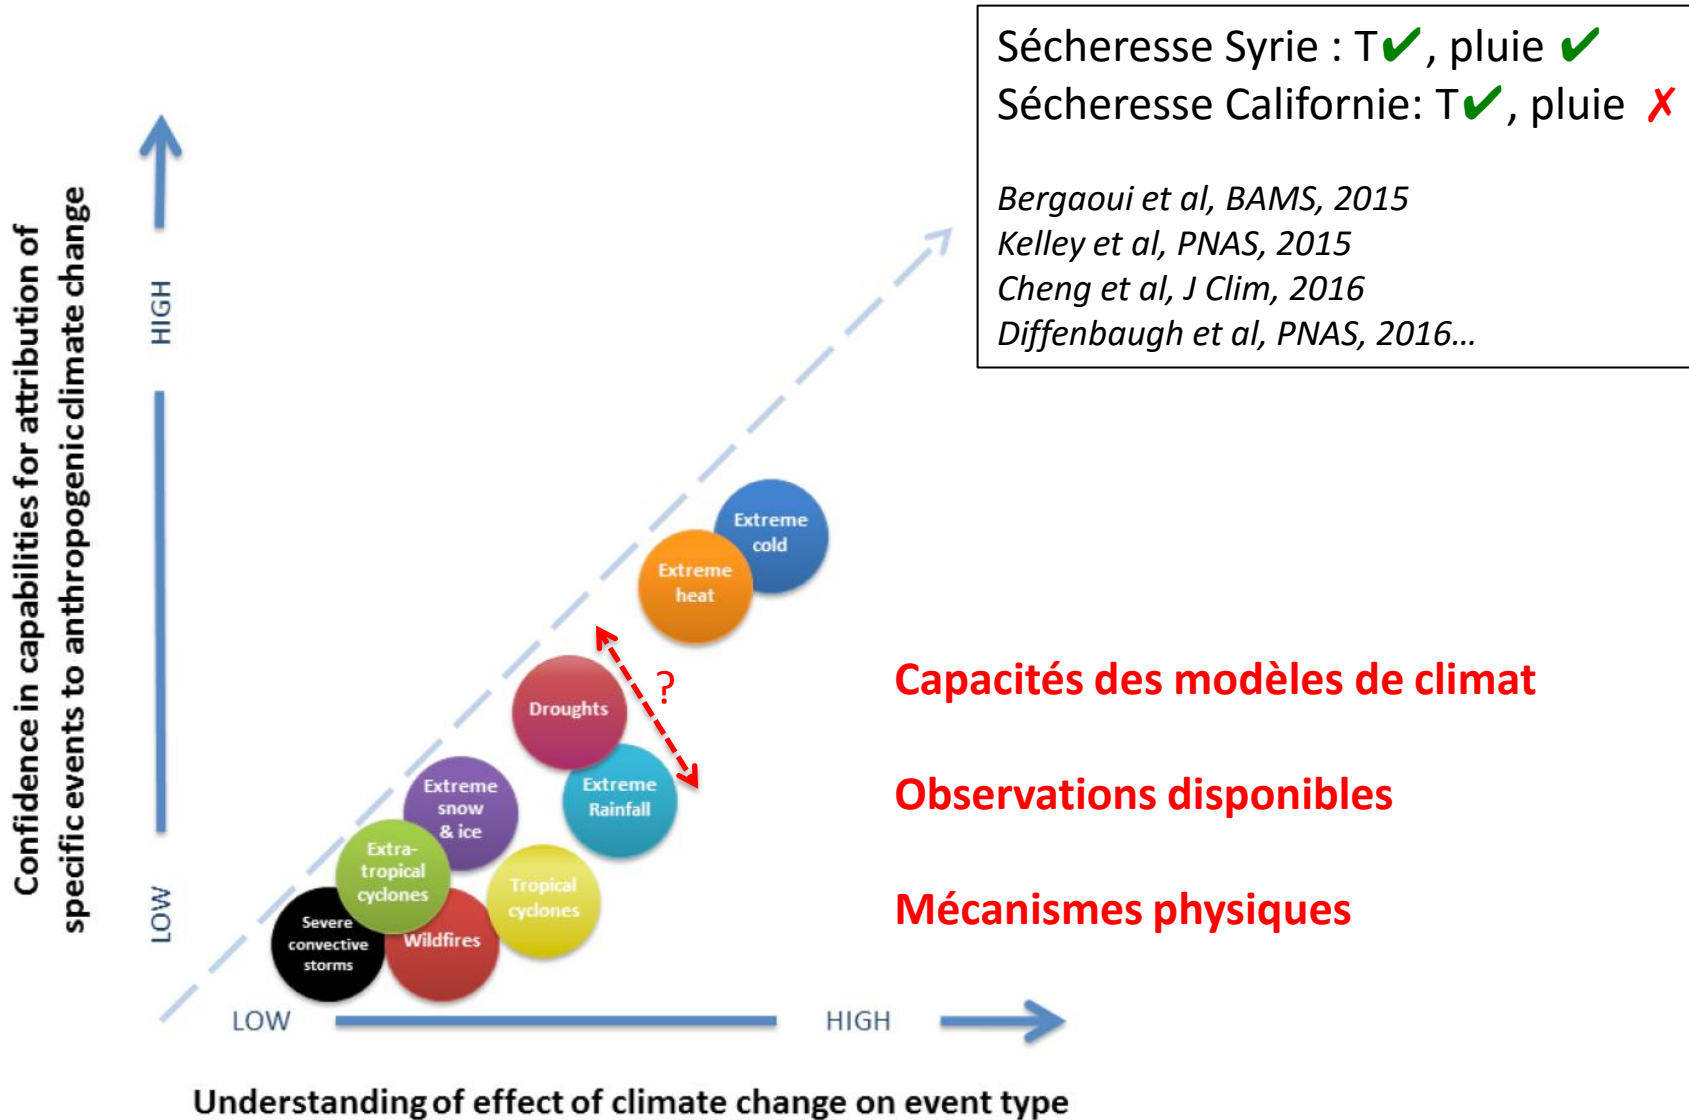 Sécheresse Syrie : T✔, pluie ✔
Sécheresse Californie: T✔, pluie ✗
Bergaoui et al, BAMS, 2015
Kelley et al, PNAS, 2015
Cheng et al, J Clim, 2016
Diffenbaugh et al, PNAS, 2016...
Confidence in capabilities for attribution of
specific events to anthropogenic climate change
HIGH
LOW
Extreme
cold
Extreme
heat
?
Droughts
Extreme
Rainfall
Extreme
snow
& ice
Extra-
tropical
cyclones
Tropical
cyclones
Severe
convective
storms
Wildfires
Capacités des modèles de climat
Observations disponibles
Mécanismes physiques
LOW
HIGH
Understanding of effect of climate change on event type